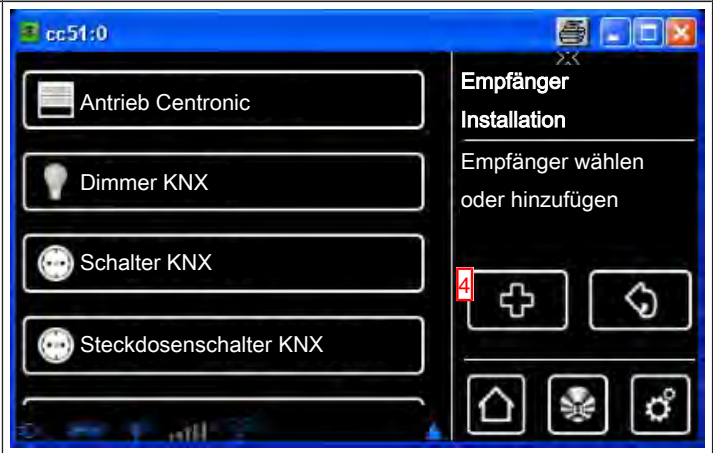 cc51:0
Antrieb Centronic
Dimmer KNX
Schalter KNX
Steckdosenschalter KNX
Empfänger
Installation
Empfänger wählen
oder hinzufügen
4